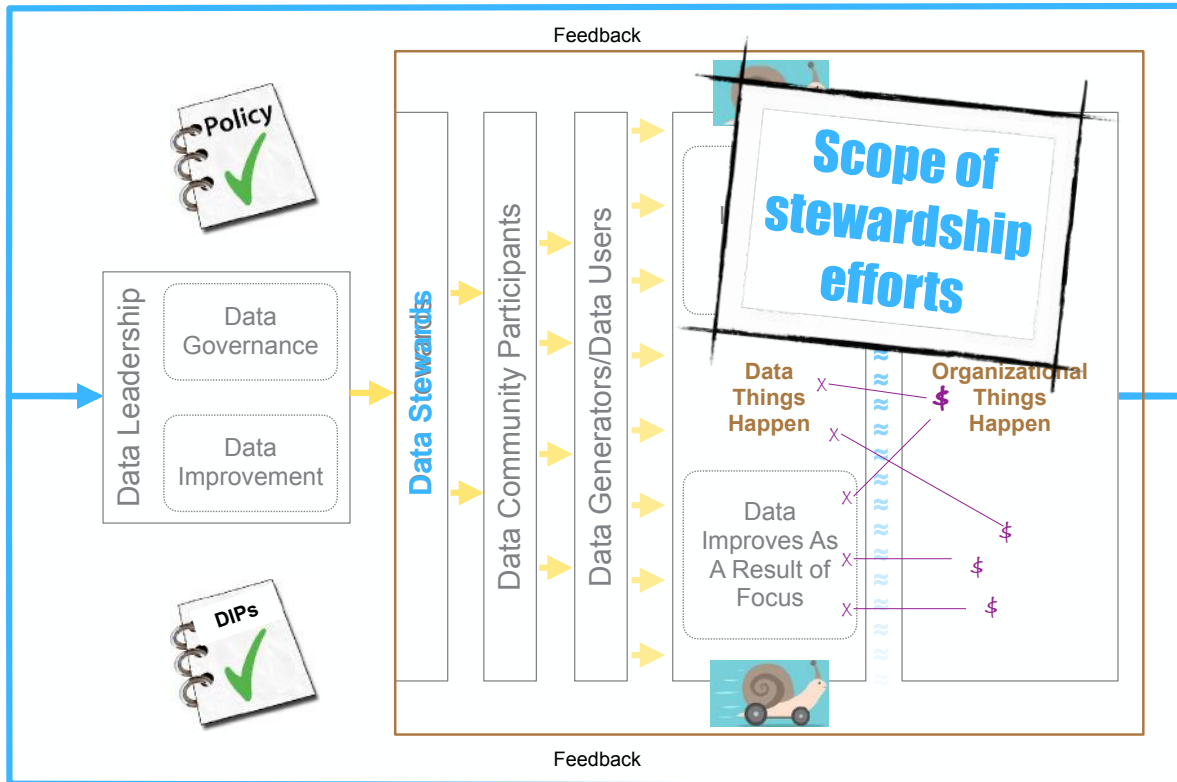 Feedback
Policy
Scope of
stewardship
efforts
Data Leadership
Data
Governance
Data
Improvement
Data Stewards
Data Community Participants
Data Generators/Data Users
Data
Things
Happen
Organizational
Things
Happen
X
$
X
X
Data
Improves As
A Result of
Focus
$
X
$
X
$
DIPs
Feedback